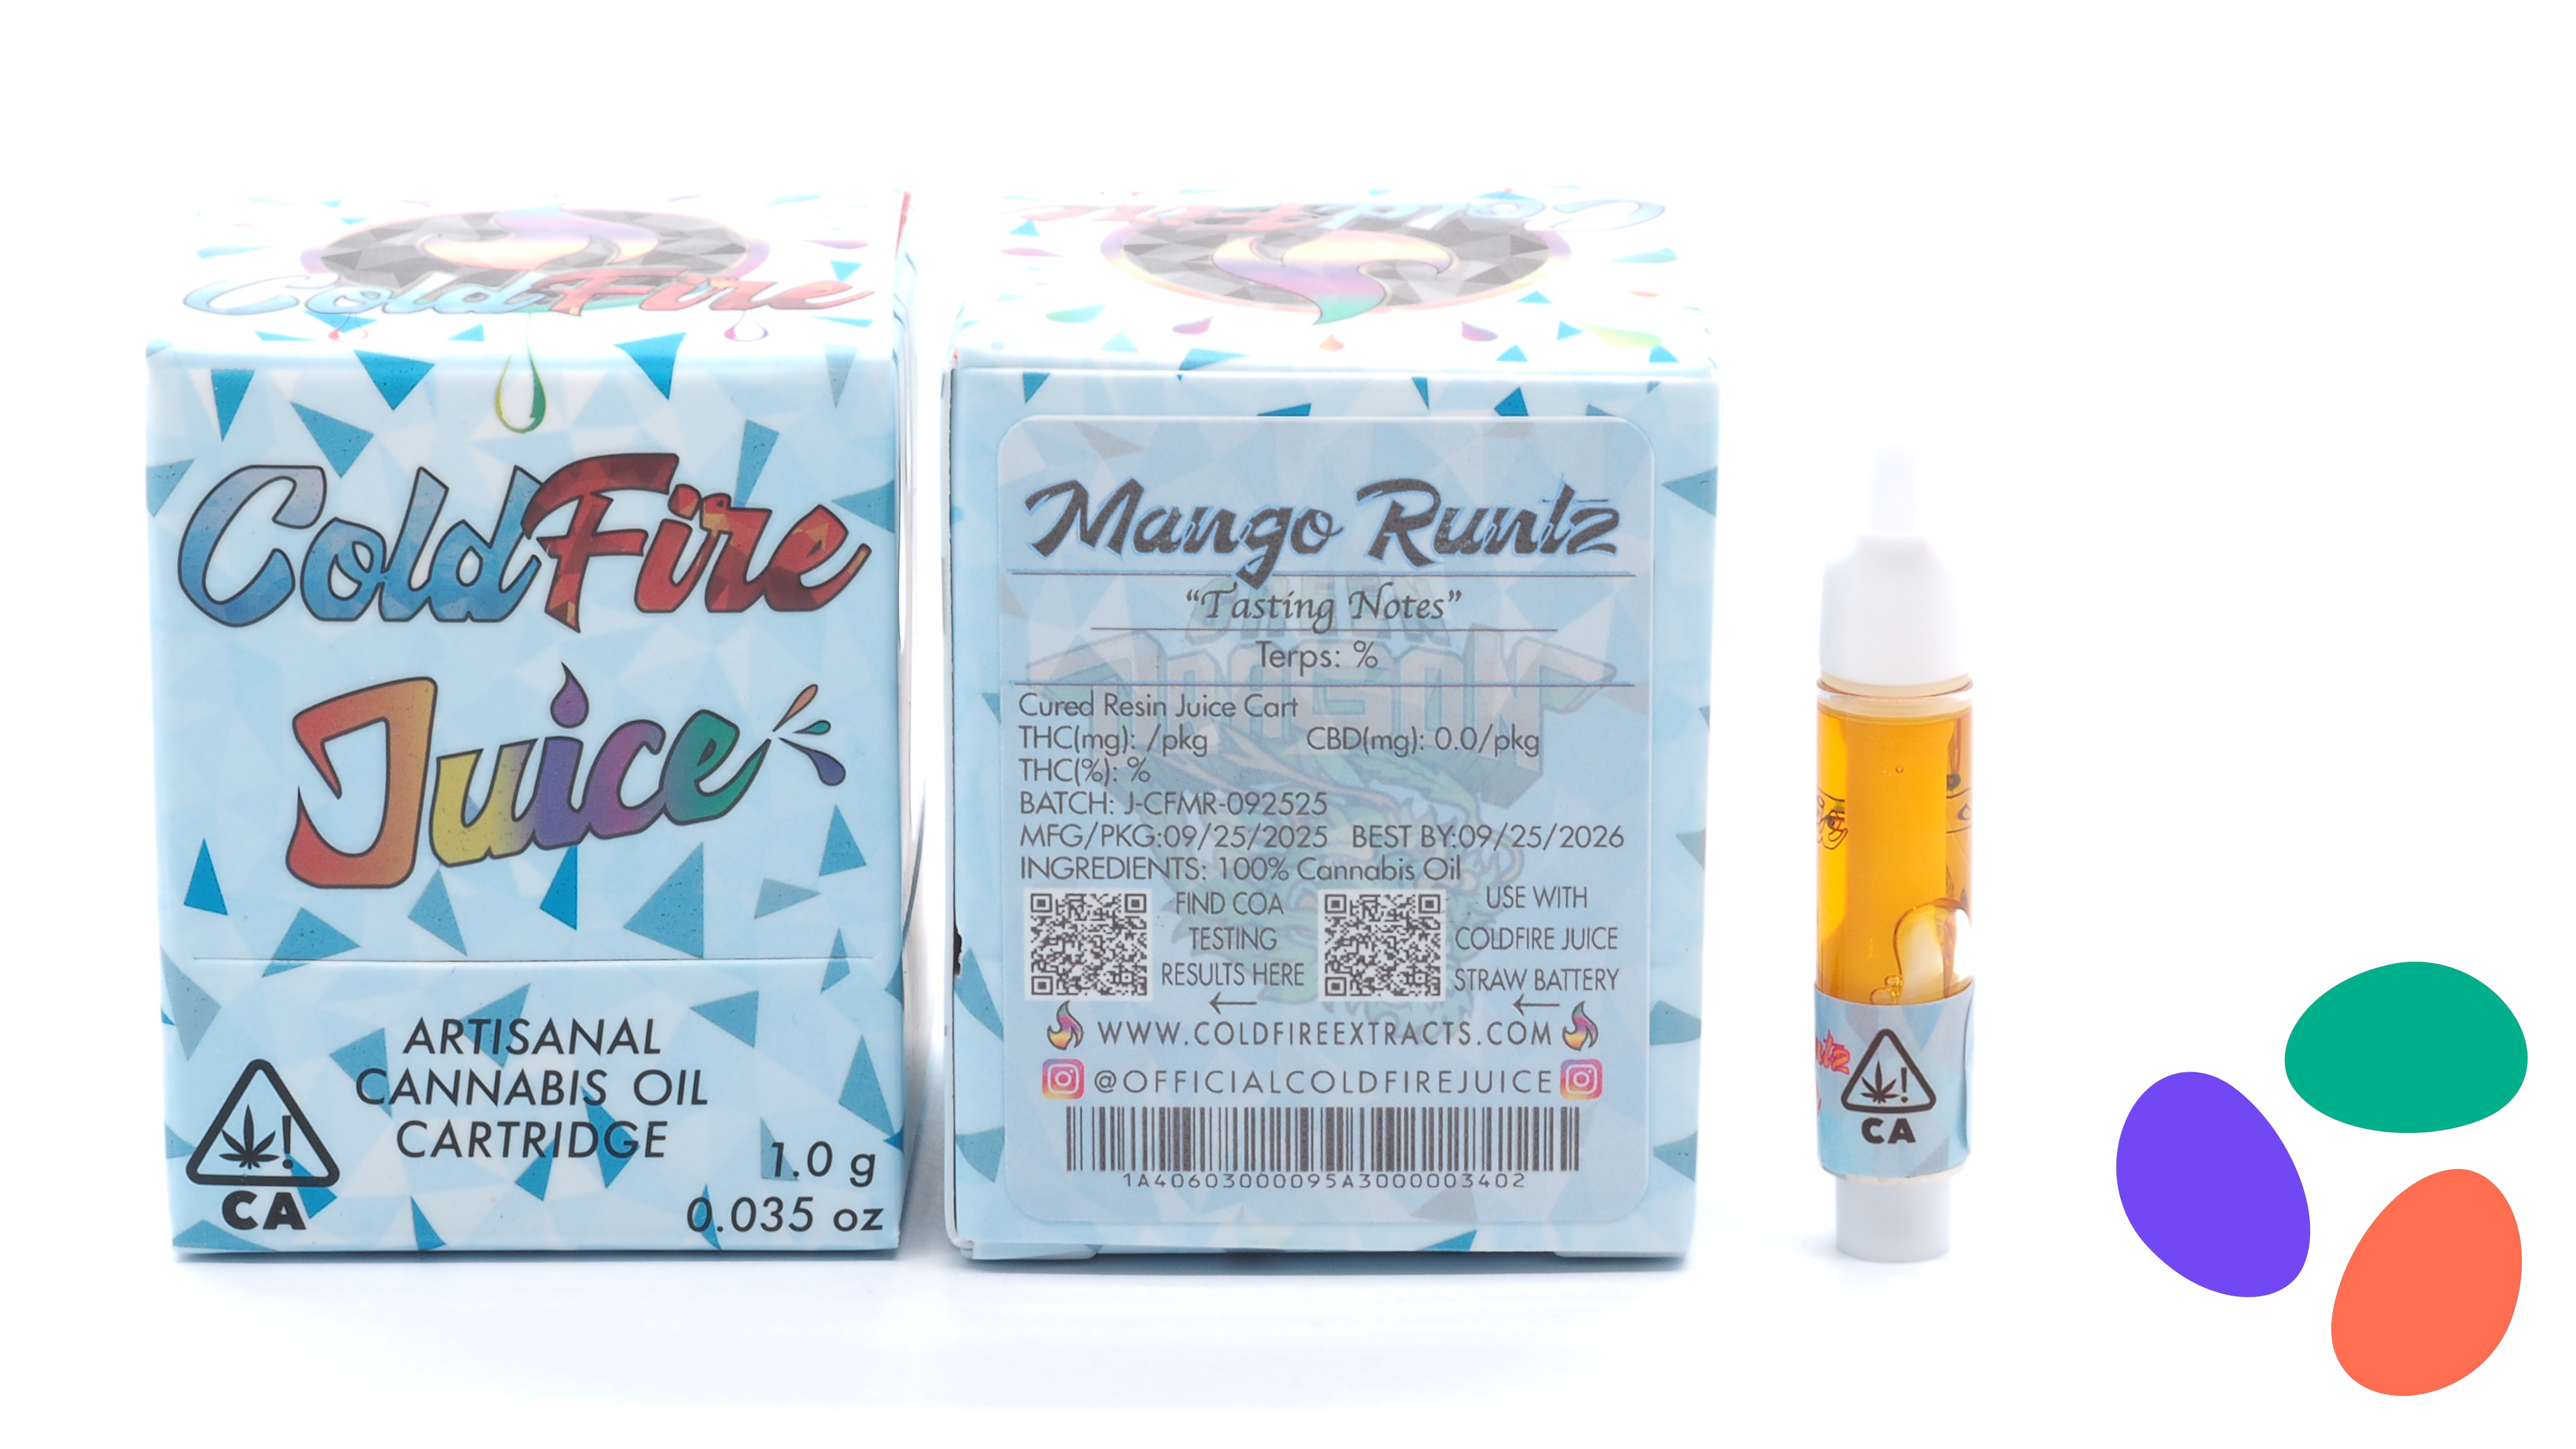 ColdFire
ColdFire
Juice
ARTISANAL
CANNABIS OIL
CARTRIDGE
CA
1.0 g
0.035 oz
ColdFire
Mango Runtz
“Tasting Notes”
Terps: %
Cured Resin Juice Cart
THC(mg): /pkg CBD(mg): 0.0/pkg
THC(%): %
BATCH: J-CFMR-092525
MFG/PKG:09/25/2025 BEST BY:09/25/2026
INGREDIENTS: 100% Cannabis Oil
FIND COA
TESTING
RESULTS HERE
USE WITH
COLDFIRE JUICE
STRAW BATTERY
WWW.COLDFIREEXTRACTS.COM
@OFFICIALCOLDFIREJUICE
1A4060300095A3000003402
CA